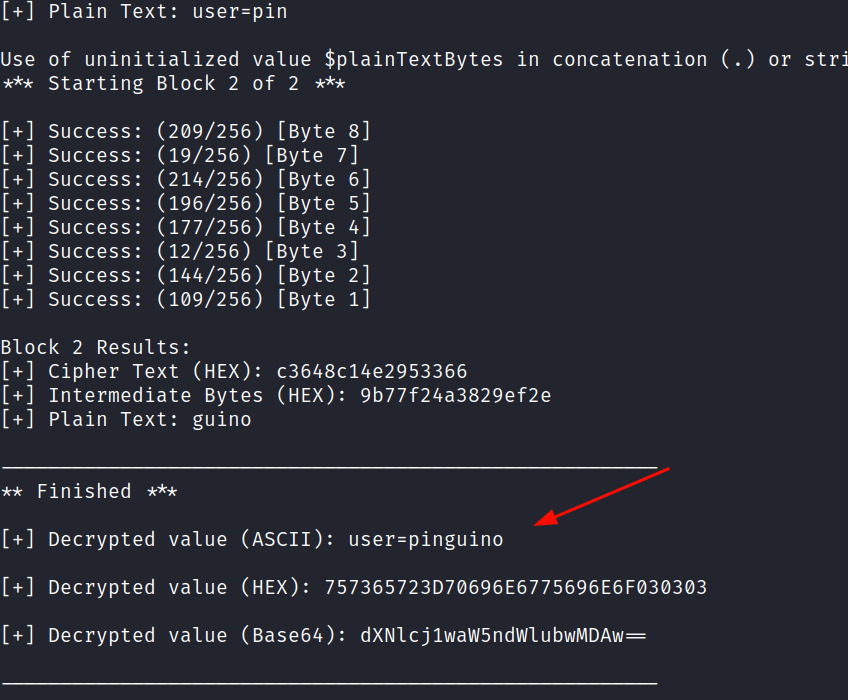 [+] Plain Text: user=pin
Use of uninitialized value $plainTextBytes in concatenation (.) or stri
*** Starting Block 2 of 2 ***
[+] Success: (209/256) [Byte 8]
[+] Success: (19/256) [Byte 7]
[+] Success: (214/256) [Byte 6]
[+] Success: (196/256) [Byte 5]
[+] Success: (177/256) [Byte 4]
[+] Success: (12/256) [Byte 3]
[+] Success: (144/256) [Byte 2]
[+] Success: (109/256) [Byte 1]
Block 2 Results:
[+] Cipher Text (HEX): c3648c14e2953366
[+] Intermediate Bytes (HEX): 9b77f24a3829ef2e
[+] Plain Text: guino
** Finished ***
[+] Decrypted value (ASCII): user=pinguino
[+] Decrypted value (HEX): 757365723D70696E6775696E6F030303
[+] Decrypted value (Base64): dXNlcj1waW5ndWlubwMDAw==